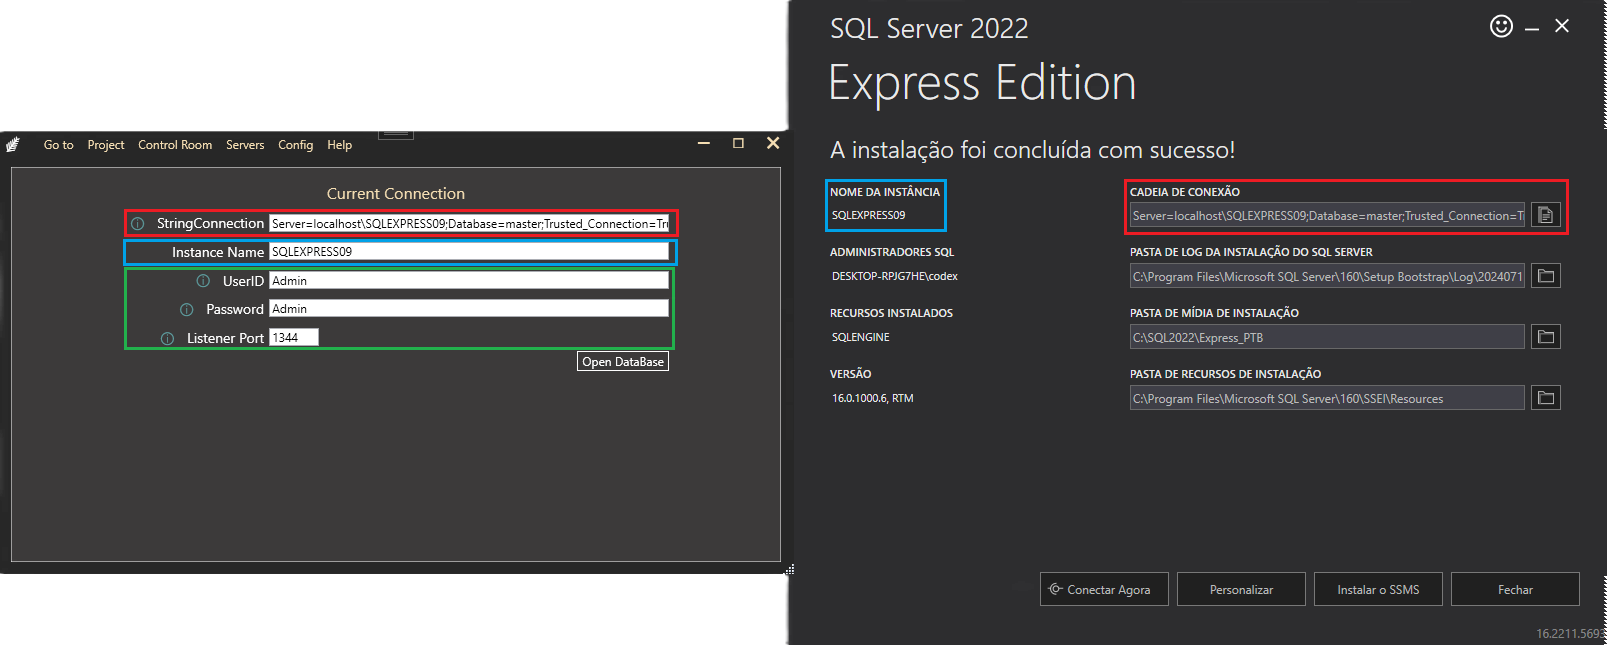 Go to Project Control Room Servers Config Help
Current Connection
StringConnection Server=localhost\SQLEXPRESS09;Database=master;Trusted_Connection=Tru
Instance Name SQLEXPRESS09
UserID Admin
Password Admin
Listener Port 1344
Open DataBase
SQL Server 2022
Express Edition
A instalação foi concluída com sucesso!
NOME DA INSTÂNCIA
SQLEXPRESS09
CADEIA DE CONEXÃO
Server=localhost\SQLEXPRESS09;Database=master;Trusted_Connection=T
ADMINISTRADORES SQL
DESKTOP-RPJG7HE\codex
PASTA DE LOG DA INSTALAÇÃO DO SQL SERVER
C:\Program Files\Microsoft SQL Server\160\Setup Bootstrap\Log\2024071
RECURSOS INSTALADOS
SQLENGINE
PASTA DE MÍDIA DE INSTALAÇÃO
C:\SQL2022\Express_PTB
VERSÃO
16.0.1000.6, RTM
PASTA DE RECURSOS DE INSTALAÇÃO
C:\Program Files\Microsoft SQL Server\160\SSEI\Resources
Conectar Agora Personalizar Instalar o SSMS Fechar
16.2211.5693